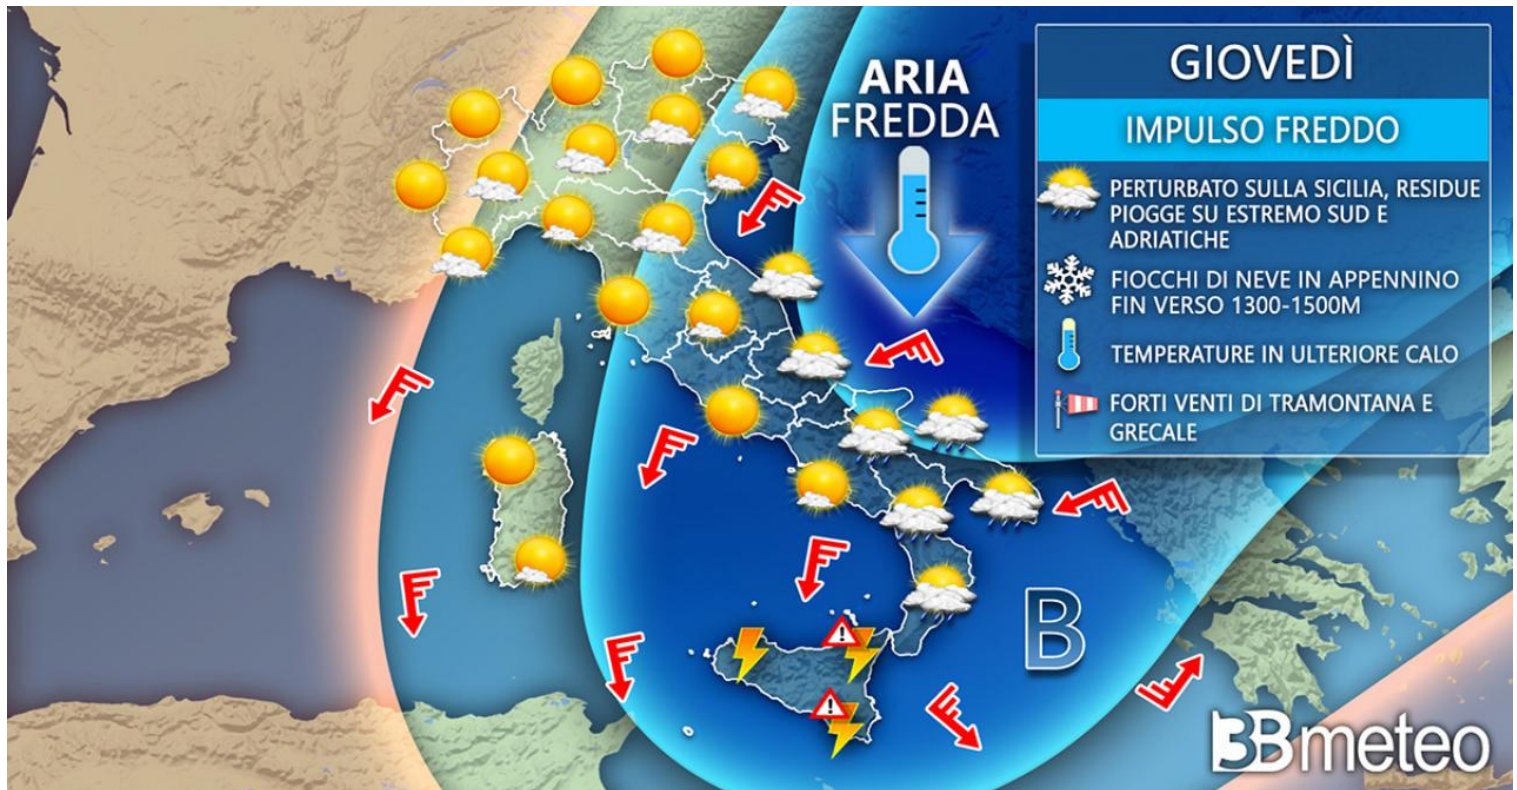 ARIA
FREDDA
GIOVEDÌ
IMPULSO FREDDO
PERTURBATO SULLA SICILIA, RESIDUE
PIOGGE SU ESTREMO SUD E
ADRIATICHE
FIOCCHI DI NEVE IN APPENNINO
FIN VERSO 1300-1500M
TEMPERATURE IN ULTERIORE CALO
FORTI VENTI DI TRAMONTANA E
GRECALE
!
!
B
3Bmeteo